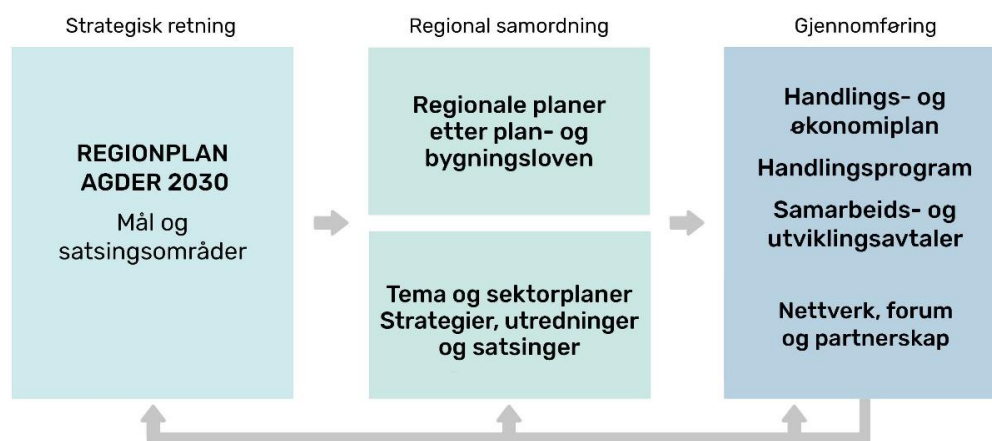 Strategisk retning
REGIONPLAN
AGDER 2030
Mål og
satsingsområder
Regional samordning
Regionale planer
etter plan- og
bygningsloven
Tema og sektorplaner
Strategier, utredninger
og satsinger
Gjennomføring
Handlings- og
økonomiplan
Handlingsprogram
Samarbeids- og
utviklingsavtaler
Nettverk, forum
og partnerskap